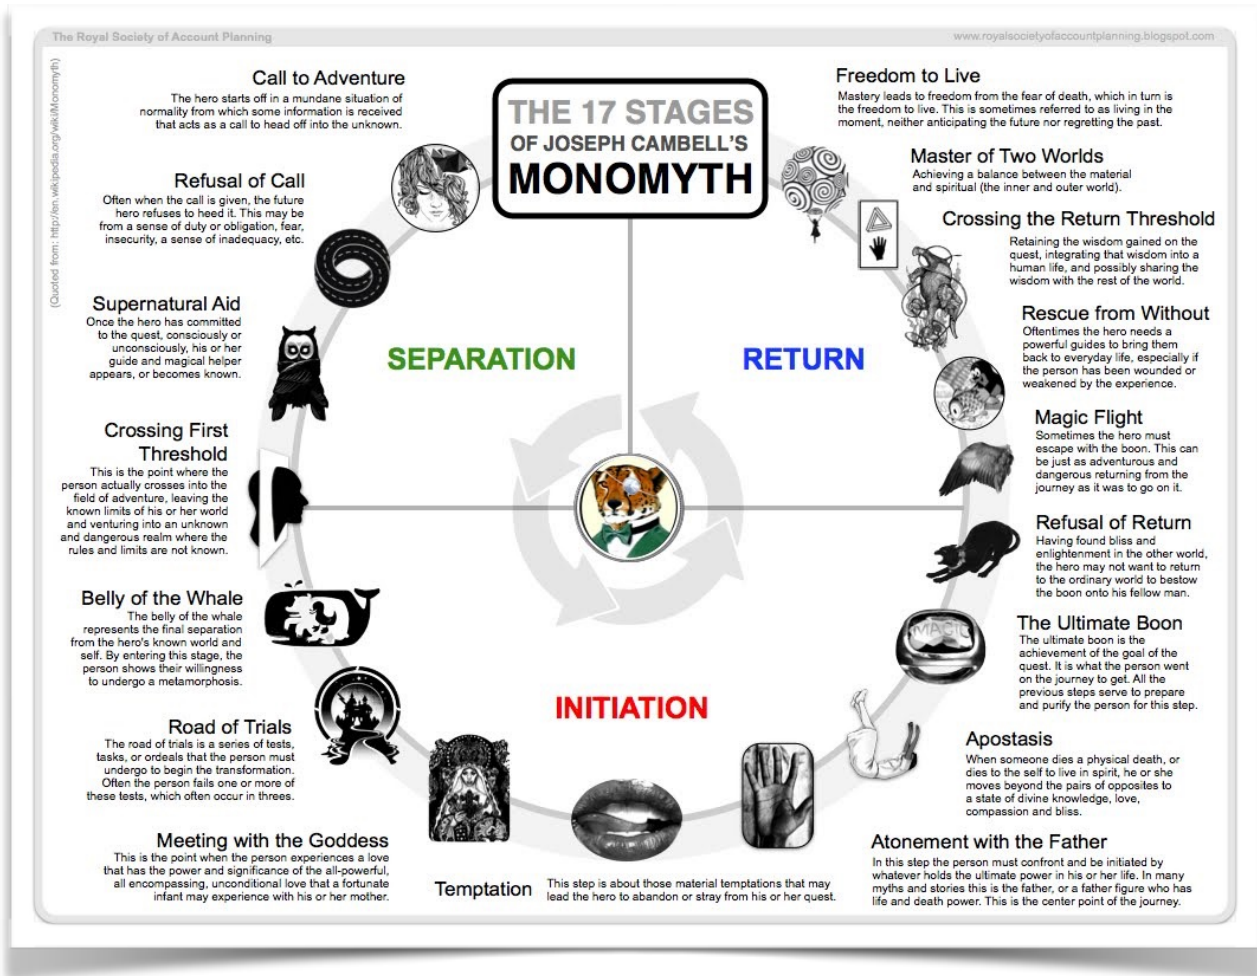 The Royal Society of Account Planning
www.royalsocietyofaccountplanning.blogspot.com
(Quoted from: http://en.wikipedia.org/wiki/Monomyth)
THE 17 STAGES
OF JOSEPH CAMBELL'S
MONOMYTH
Call to Adventure
The hero starts off in a mundane situation of
normality from which some information is received
that acts as a call to head off into the unknown.
Refusal of Call
Often when the call is given, the future
hero refuses to heed it. This may be
from a sense of duty or obligation, fear,
insecurity, a sense of inadequacy, etc.
Supernatural Aid
Once the hero has committed
to the quest, consciously or
unconsciously, his or her
guide and magical helper
appears, or becomes known.
Crossing First
Threshold
This is the point where the
person actually crosses into the
field of adventure, leaving the
known limits of his or her world
and venturing into an unknown
and dangerous realm where the
rules and limits are not known.
Belly of the Whale
The belly of the whale
represents the final separation
from the hero's known world and
self. By entering this stage, the
person shows their willingness
to undergo a metamorphosis.
Road of Trials
The road of trials is a series of tests,
tasks, or ordeals that the person must
undergo to begin the transformation.
Often the person fails one or more of
these tests, which often occur in threes.
Meeting with the Goddess
This is the point when the person experiences a love
that has the power and significance of the all-powerful,
all encompassing, unconditional love that a fortunate
infant may experience with his or her mother.
Temptation
This step is about those material temptations that may
lead the hero to abandon or stray from his or her quest.
Atonement with the Father
In this step the person must confront and be initiated by
whatever holds the ultimate power in his or her life. In many
myths and stories this is the father, or a father figure who has
life and death power. This is the center point of the journey.
Apostasis
When someone dies a physical death, or
dies to the self to live in spirit, he or she
moves beyond the pairs of opposites to
a state of divine knowledge, love,
compassion and bliss.
The Ultimate Boon
The ultimate boon is the
achievement of the goal of the
quest. It is what the person went
on the journey to get. All the
previous steps serve to prepare
and purify the person for this step.
MAGIC
Refusal of Return
Having found bliss and
enlightenment in the other world,
the hero may not want to return
to the ordinary world to bestow
the boon onto his fellow man.
Magic Flight
Sometimes the hero must
escape with the boon. This can
be just as adventurous and
dangerous returning from the
journey as it was to go on it.
Rescue from Without
Oftentimes the hero needs a
powerful guides to bring them
back to everyday life, especially if
the person has been wounded or
weakened by the experience.
Crossing the Return Threshold
Retaining the wisdom gained on the
quest, integrating that wisdom into a
human life, and possibly sharing the
wisdom with the rest of the world.
Master of Two Worlds
Achieving a balance between the material
and spiritual (the inner and outer world).
Freedom to Live
Mastery leads to freedom from the fear of death, which in turn is
the freedom to live. This is sometimes referred to as living in the
moment, neither anticipating the future nor regretting the past.
SEPARATION
RETURN
INITIATION